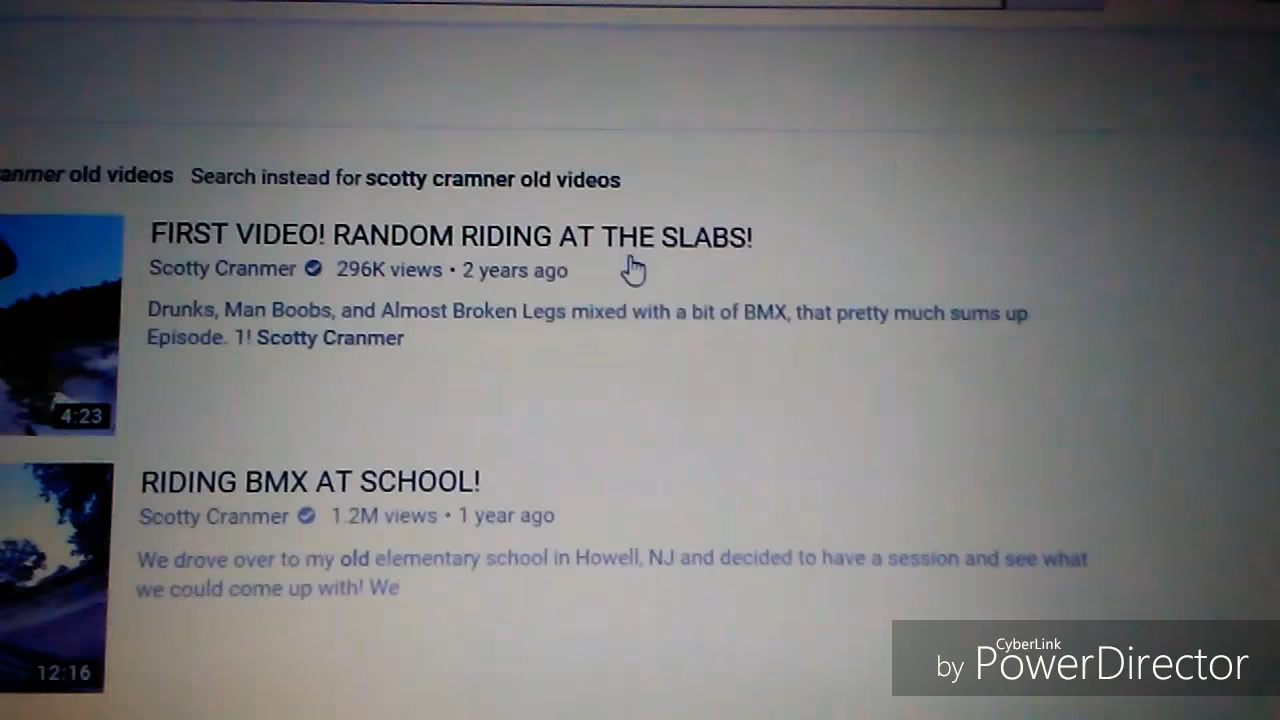 anmer old videos Search instead for scotty cramner old videos
FIRST VIDEO! RANDOM RIDING AT THE SLABS!
Scotty Cranmer 296K views • 2 years ago
Drunks, Man Boobs, and Almost Broken Legs mixed with a bit of BMX, that pretty much sums up
Episode. 1! Scotty Cranmer
4:23
RIDING BMX AT SCHOOL!
Scotty Cranmer 1.2M views • 1 year ago
We drove over to my old elementary school in Howell, NJ and decided to have a session and see what
we could come up with! We
12:16
CyberLink
by PowerDirector